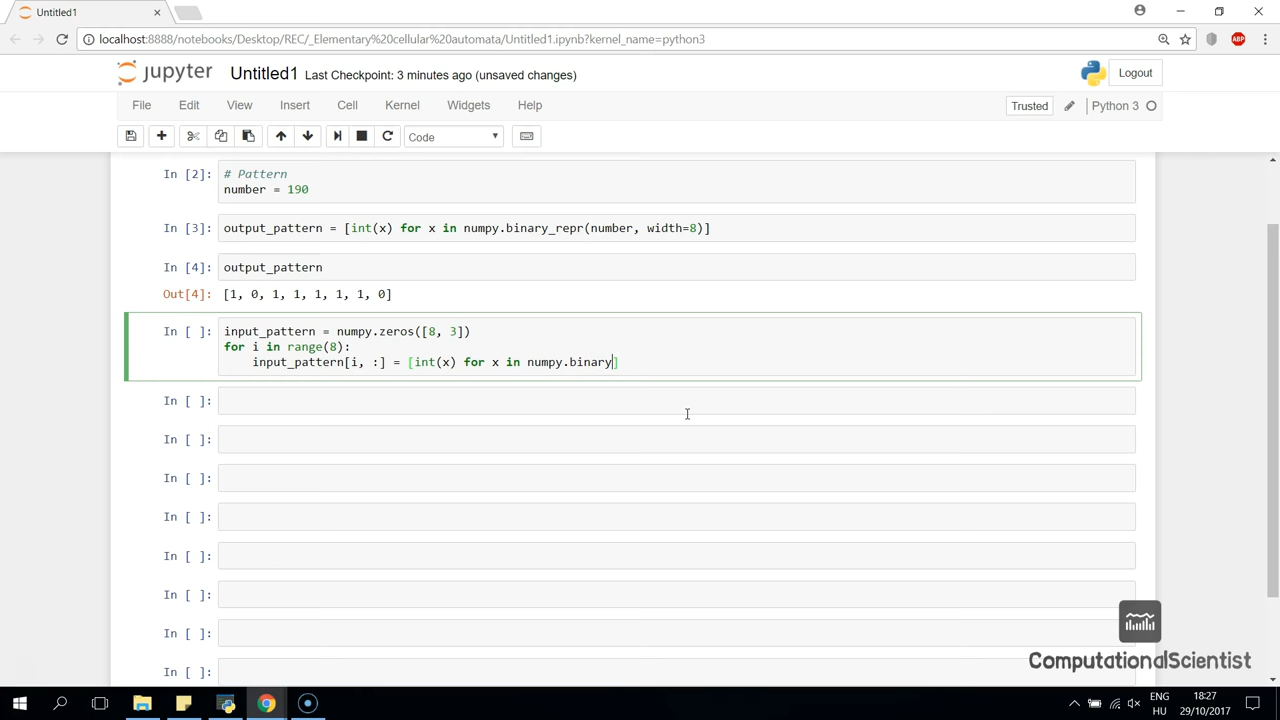 Untitled1
localhost:8888/notebooks/Desktop/REC/_Elementary%20cellular%20automata/Untitled1.ipynb?kernel_name=python3
ABP
jupyter Untitled1 Last Checkpoint: 3 minutes ago (unsaved changes) Logout
File Edit View Insert Cell Kernel Widgets Help Trusted Python 3
Code
In [2]: # Pattern
number = 190
In [3]: output_pattern = [int(x) for x in numpy.binary_repr(number, width=8)]
In [4]: output_pattern
Out[4]: [1, 0, 1, 1, 1, 1, 1, 0]
In [ ]: input_pattern = numpy.zeros([8, 3])
for i in range(8):
input_pattern[i, :] = [int(x) for x in numpy.binary]
In [ ]:
In [ ]:
In [ ]:
In [ ]:
In [ ]:
In [ ]:
In [ ]:
In [ ]:
ComputationalScientist
ENG 18:27
HU 29/10/2017